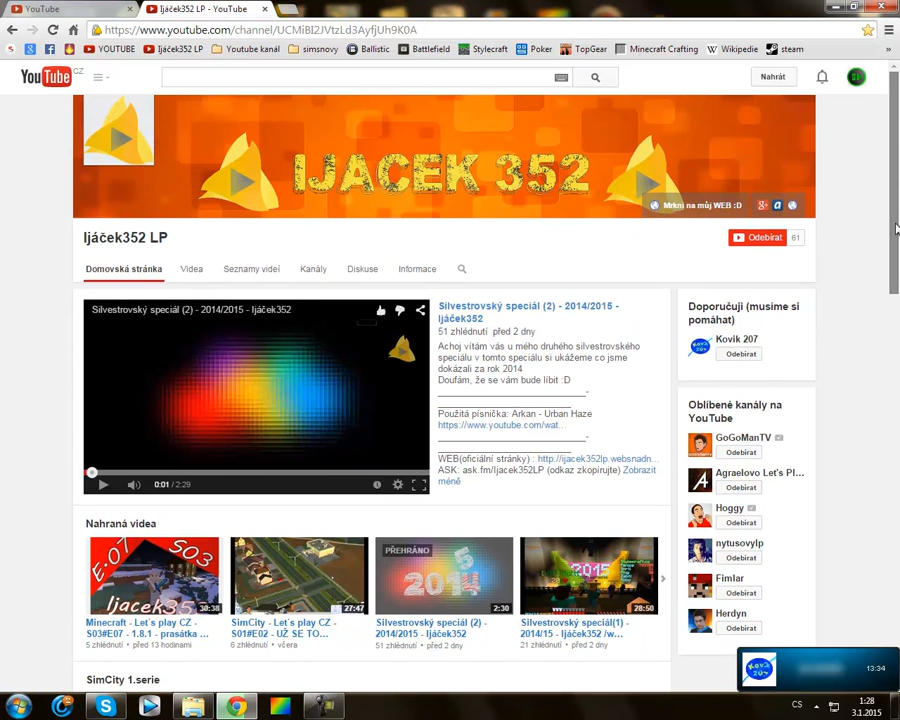 YouTube
Ijáček352 LP - YouTube
https://www.youtube.com/channel/UCMiBI2JVtzLd3AyfjUh9K0A
YOUTUBE
Ijáček352 LP
Youtube kanál
simsnovy
Ballistic
Battlefield
Stylecraft
Poker
TopGear
Minecraft Crafting
Wikipedie
steam
YouTube CZ
Nahrát
IJACEK 352
Mrkni na můj WEB :D
Ijáček352 LP
Odebírat 61
Domovská stránka
Videa
Seznamy videí
Kanály
Diskuse
Informace
Silvestrovský speciál (2) - 2014/2015 - Ijáček352
0:01 / 2:29
Silvestrovský speciál (2) - 2014/2015 -
Ijáček352
51 zhlédnutí před 2 dny
Achoj vítám vás u mého druhého silvestrovského
speciálu v tomto speciálu si ukážeme co jsme
dokázali za rok 2014
Doufám, že se vám bude líbit :D
Použitá písnička: Arkan - Urban Haze
https://www.youtube.com/wat...
WEB(oficiální stránky) : http://ijacek352lp.websnadn...
ASK: ask.fm/Ijacek352LP (odkaz zkopírujte) Zobrazit
méně
Doporučuji (musíme si
pomáhat)
Kovik 207
Odebírat
Oblíbené kanály na
YouTube
GoGoManTV
Odebírat
Agraelovo Let's Pl...
Odebírat
Hoggy
Odebírat
nytusovylp
Odebírat
Fimlar
Odebírat
Herdyn
Odebírat
Nahraná videa
E-07 S03
Ijacek35
30:38
27:47
PŘEHRÁNO
2014 5
2:30
2015
28:50
Minecraft - Let´s play CZ -
S03#E07 - 1.8.1 - prasátka ...
5 zhlédnutí • před 13 hodinami
SimCity - Let´s play CZ -
S01#E02 - UŽ SE TO...
6 zhlédnutí • včera
Silvestrovský speciál (2) -
2014/2015 - Ijáček352
51 zhlédnutí • před 2 dny
Silvestrovský speciál(1) -
2014/15 - Ijáček352 /w...
21 zhlédnutí • před 2 dny
SimCity 1.série
Kovik 207
13:34
CS
1:28
3.1.2015